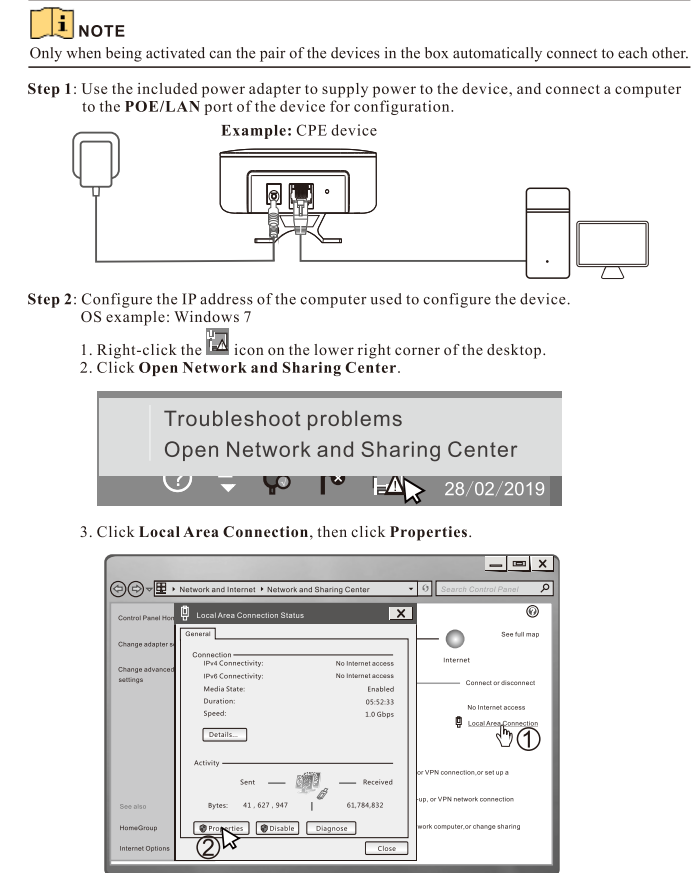 NOTE
Only when being activated can the pair of the devices in the box automatically connect to each other.
Step 1: Use the included power adapter to supply power to the device, and connect a computer
to the POE/LAN port of the device for configuration.
Example: CPE device
Step 2: Configure the IP address of the computer used to configure the device.
OS example: Windows 7
1. Right-click the icon on the lower right corner of the desktop.
2. Click Open Network and Sharing Center.
Troubleshoot problems
Open Network and Sharing Center
28/02/2019
3. Click Local Area Connection, then click Properties.
Network and Internet
Network and Sharing Center
Search Control Panel
Control Panel Hom
Change adapter s
Change advanced
settings
See also
HomeGroup
Internet Options
Local Area Connection Status
General
Connection
IPv4 Connectivity: No Internet access
IPv6 Connectivity: No Internet access
Media State: Enabled
Duration: 05:52:33
Speed: 1.0 Gbps
Details...
Activity
Sent
Received
Bytes: 41 , 627 , 947
61,784,832
Properties
Disable
Diagnose
Close
See full map
Internet
Connect or disconnect
No Internet access
Local Area Connection
1
or VPN connection,or set up a
-up, or VPN network connection
work computer,or change sharing
2